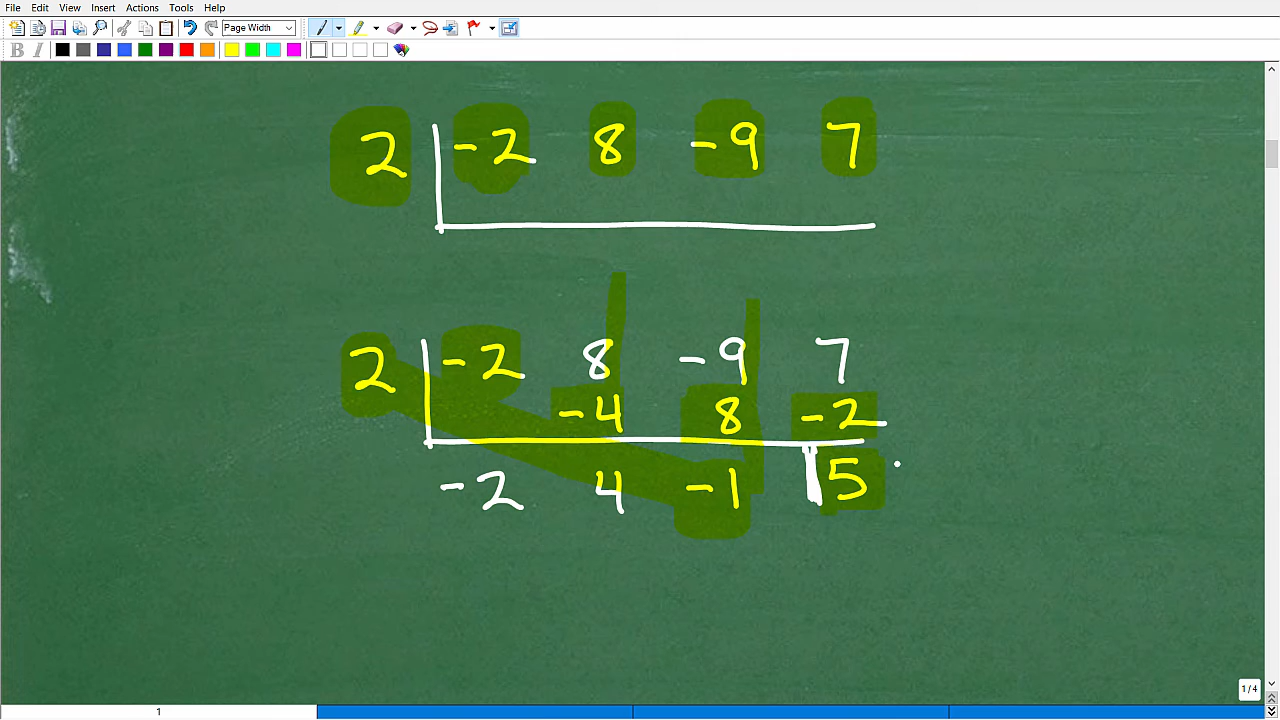 File Edit View Insert Actions Tools Help
Page Width
B I
2 -2 8 -9 7
2 -2 8 -9 7
-4 8 -2
-2 4 -1 5
1/4
1